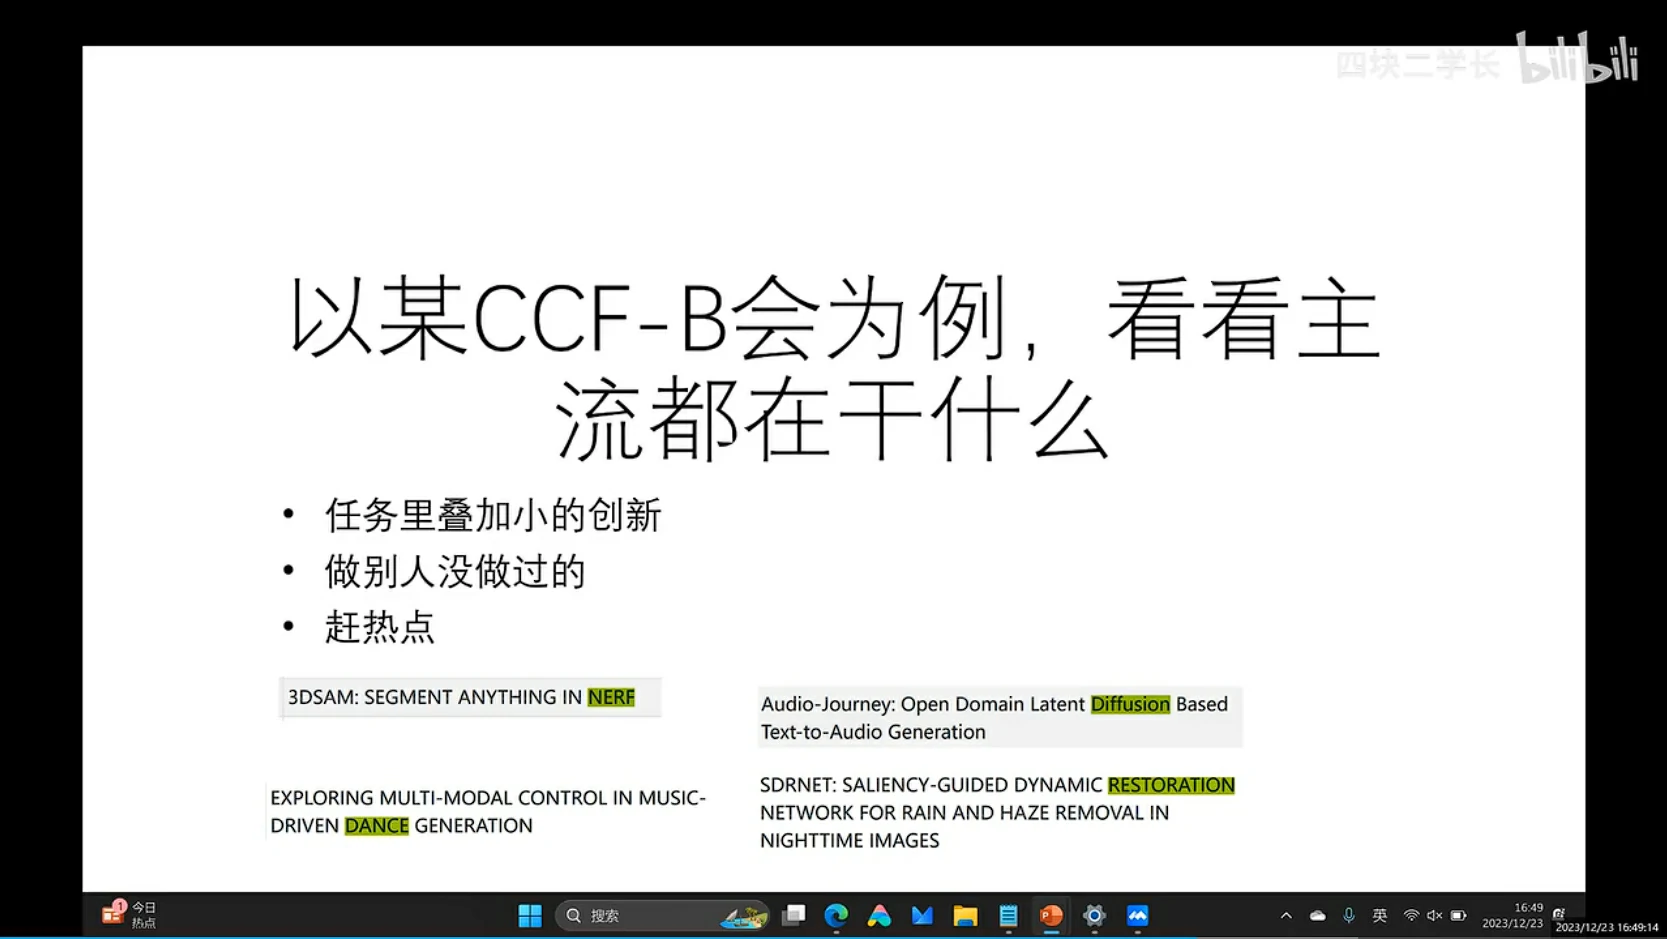 四块二学长 bilibili
以某CCF-B会为例，看看主
流都在干什么
• 任务里叠加小的创新
• 做别人没做过的
• 赶热点
3DSAM: SEGMENT ANYTHING IN NERF
Audio-Journey: Open Domain Latent Diffusion Based
Text-to-Audio Generation
EXPLORING MULTI-MODAL CONTROL IN MUSIC-
DRIVEN DANCE GENERATION
SDRNET: SALIENCY-GUIDED DYNAMIC RESTORATION
NETWORK FOR RAIN AND HAZE REMOVAL IN
NIGHTTIME IMAGES
1
今日
热点
搜索
英
16:49
2023/12/23
2023/12/23 16:49:14